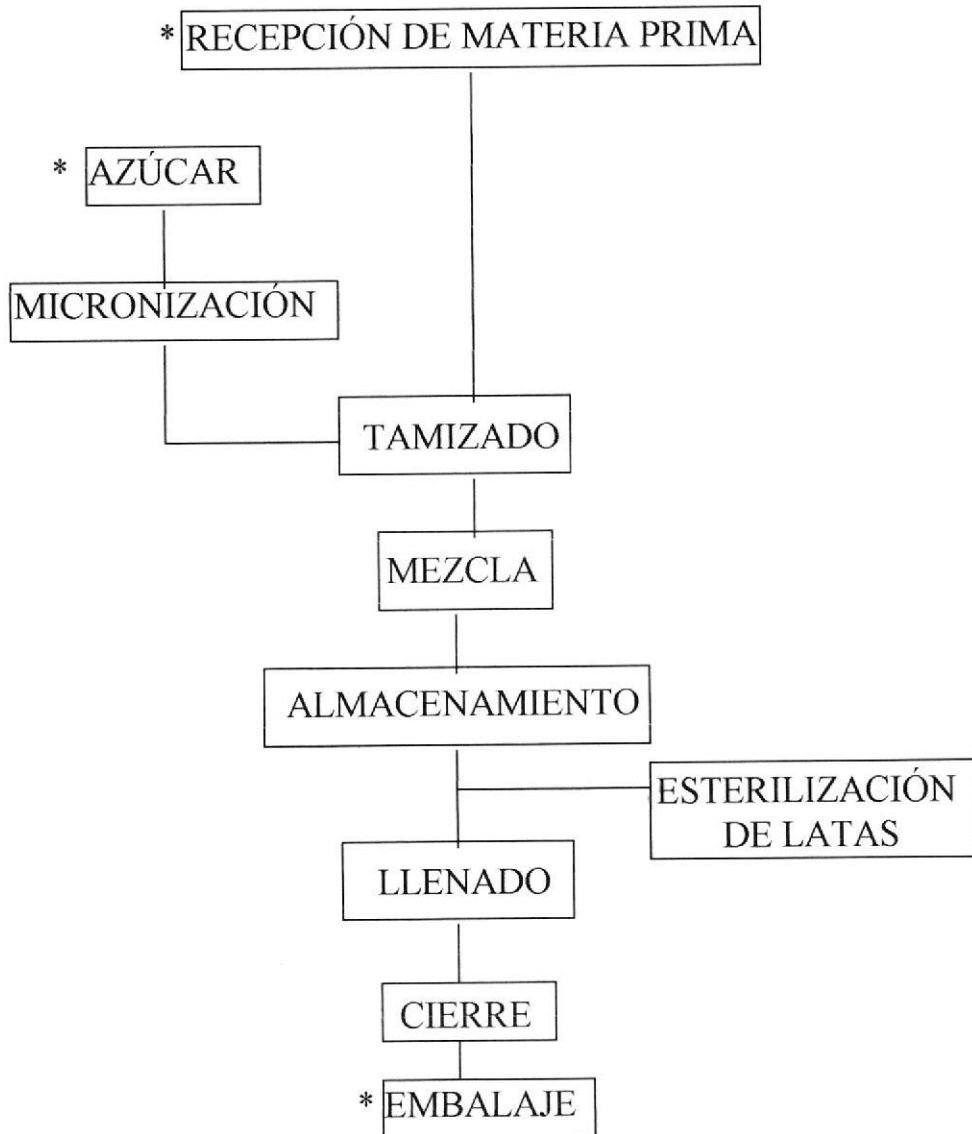 * RECEPCIÓN DE MATERIA PRIMA
* AZÚCAR
MICRONIZACIÓN
TAMIZADO
MEZCLA
ALMACENAMIENTO
ESTERILIZACIÓN
DE LATAS
LLENADO
CIERRE
* EMBALAJE